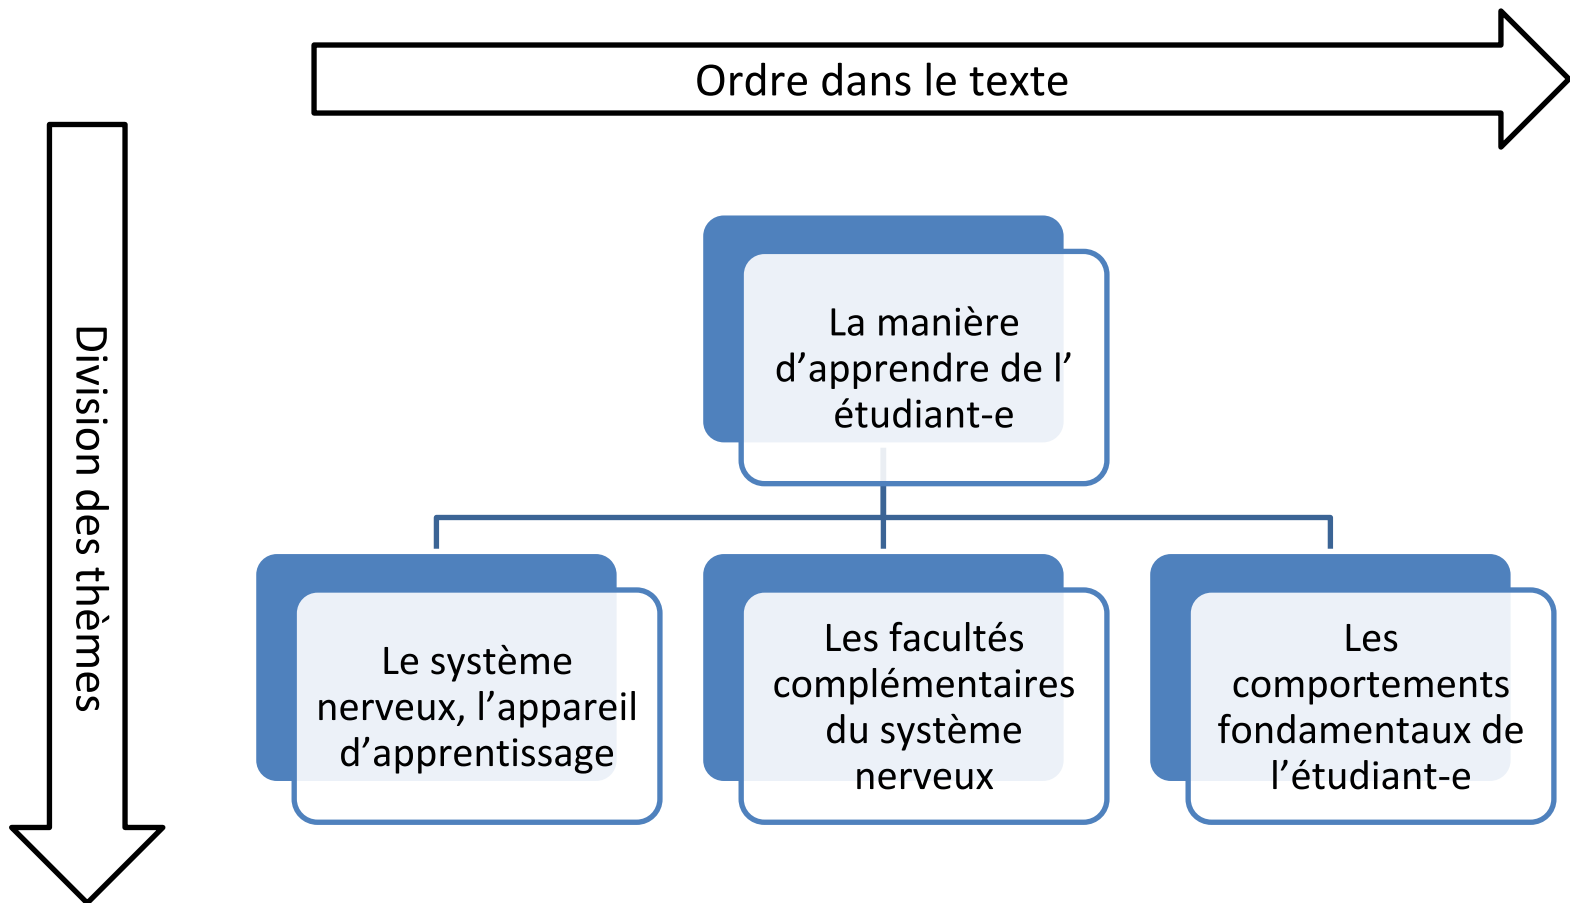 Ordre dans le texte
Division des thèmes
La manière
d’apprendre de l’
étudiant-e
Le système
nerveux, l’appareil
d’apprentissage
Les facultés
complémentaires
du système
nerveux
Les
comportements
fondamentaux de
l’étudiant-e